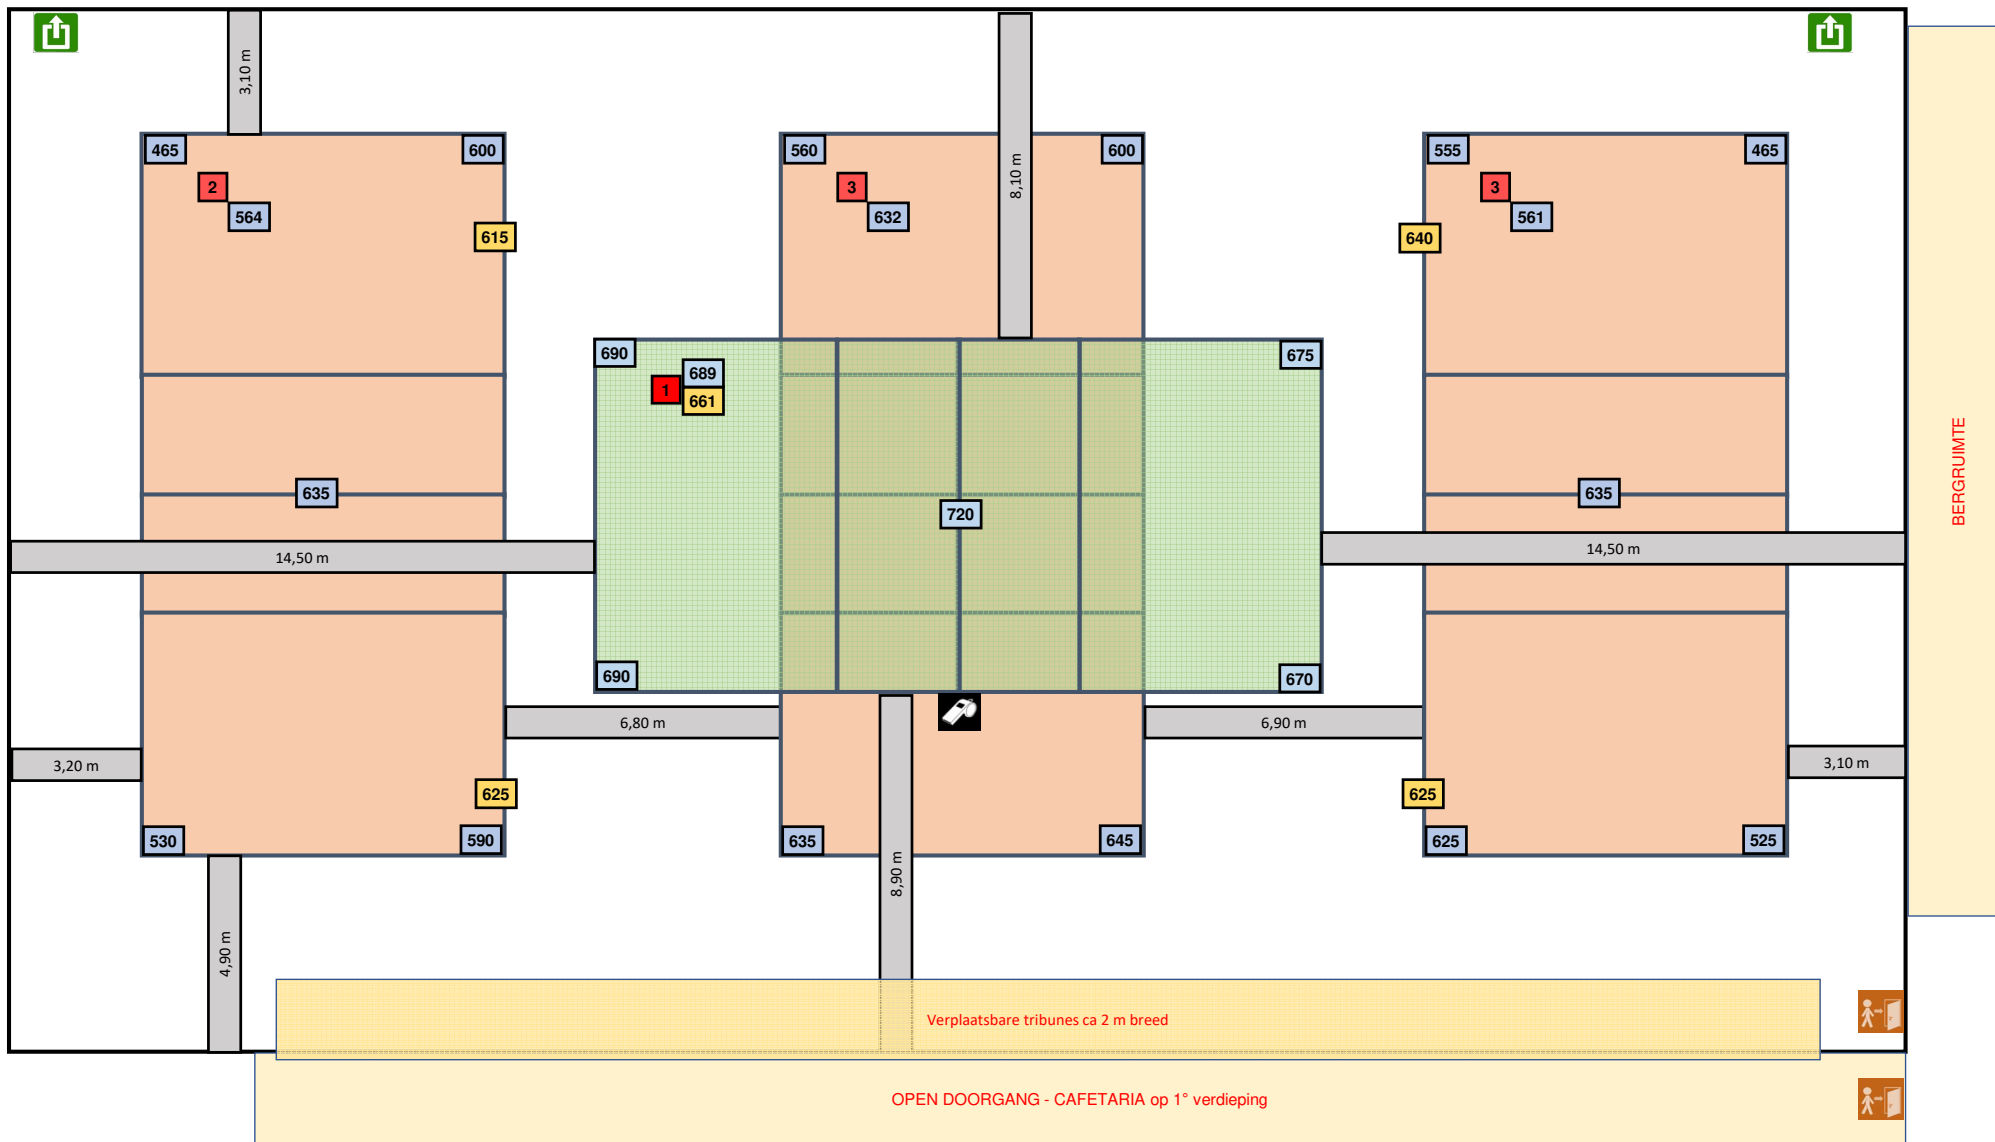 3,10 m
8,10 m
465
600
560
600
555
465
2
3
3
564
632
561
615
640
690
675
689
1
661
635
720
635
BERGRUIMTE
14,50 m
14,50 m
690
670
6,80 m
6,90 m
3,20 m
3,10 m
625
625
530
590
635
645
625
525
8,90 m
4,90 m
Verplaatsbare tribunes ca 2 m breed
OPEN DOORGANG - CAFETARIA op 1° verdieping